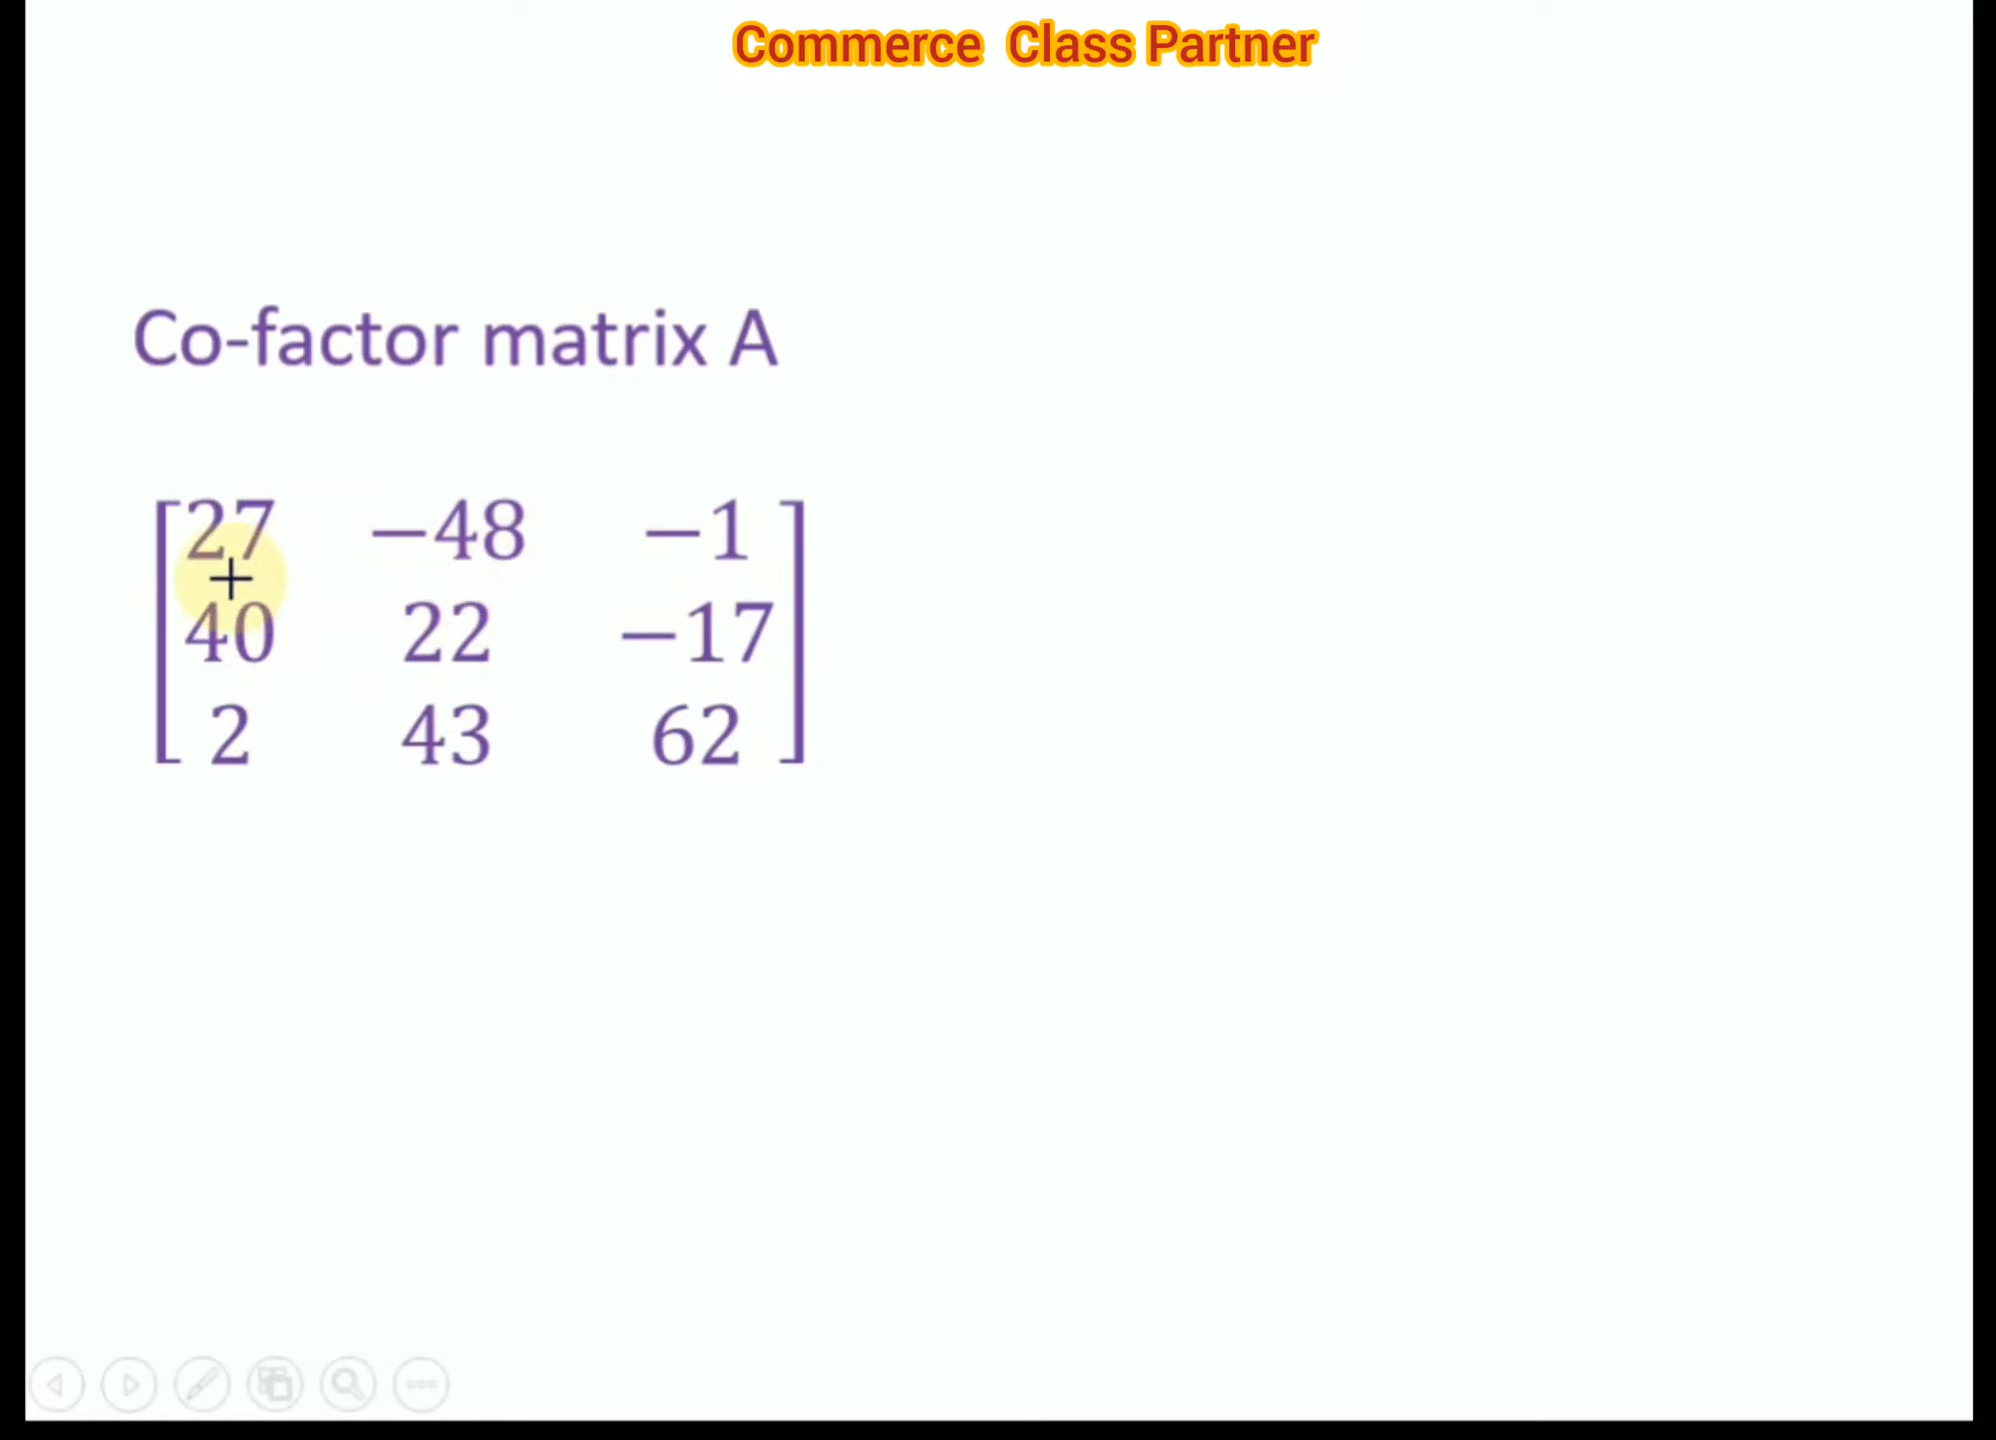 Commerce Class Partner
Co-factor matrix A
27 −48 −1
40 22 −17
2 43 62